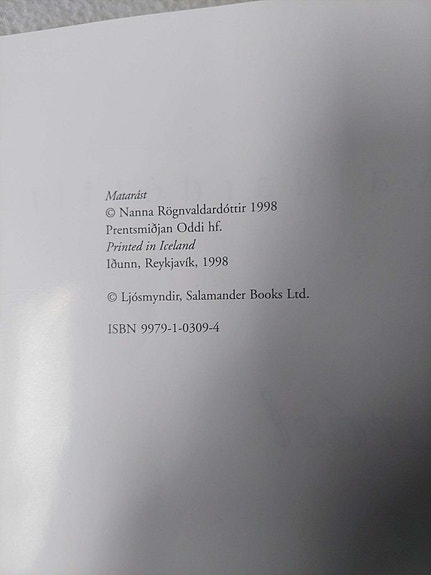 Matarást
© Nanna Rögnvaldardóttir 1998
Prentsmiðjan Oddi hf.
Printed in Iceland
Iðunn, Reykjavík, 1998
© Ljósmyndir, Salamander Books Ltd.
ISBN 9979-1-0309-4